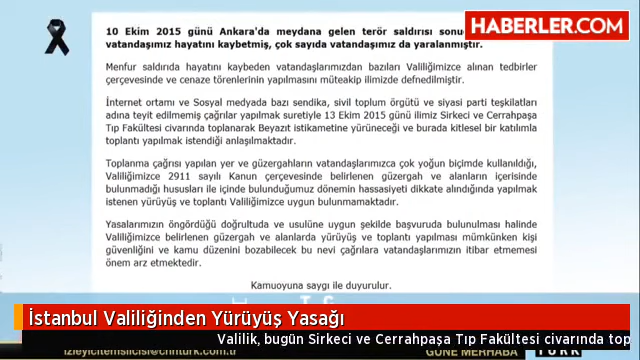 HABERLER.COM
10 Ekim 2015 günü Ankara'da meydana gelen terör saldırısı
vatandaşımız hayatını kaybetmiş, çok sayıda vatandaşımız da yaralanmıştır.
Menfur saldırıda hayatını kaybeden vatandaşlarımızdan bazıları Valiliğimizce alınan tedbirler
çerçevesinde ve cenaze törenlerinin yapılmasını müteakip ilimizde defnedilmiştir.
İnternet ortamı ve Sosyal medyada bazı sendika, sivil toplum örgütü ve siyasi parti teşkilatları
adına teyit edilmemiş çağrılar yapılmak suretiyle 13 Ekim 2015 günü ilimiz Sirkeci ve Cerrahpaşa
Tıp Fakültesi civarında toplanarak Beyazıt istikametine yürüneceği ve burada kitlesel bir katılımla
toplantı yapılmak istendiği anlaşılmaktadır.
Toplanma çağrısı yapılan yer ve güzergahların vatandaşlarımızca çok yoğun biçimde kullanıldığı,
Valiliğimizce 2911 sayılı Kanun çerçevesinde belirlenen güzergah ve alanların içerisinde
bulunmadığı hususları ile içinde bulunduğumuz dönemin hassasiyeti dikkate alındığında yapılmak
istenen yürüyüş ve toplantı Valiliğimizce uygun bulunmamaktadır.
Yasalarımızın öngördüğü doğrultuda ve usulüne uygun şekilde başvuruda bulunulması halinde
Valiliğimizce belirlenen güzergah ve alanlarda yürüyüş ve toplantı yapılması mümkünken kişi
güvenliğini ve kamu düzenini bozabilecek bu nevi çağrılara vatandaşlarımızın itibar etmemesi
önem arz etmektedir.
Kamuoyuna saygı ile duyurulur.
İstanbul Valiliğinden Yürüyüş Yasağı
Valilik, bugün Sirkeci ve Cerrahpaşa Tıp Fakültesi civarında top
izleyicitemsilcisi@cnnturk.com.tr
GÜNE MERHABA
TÜRK